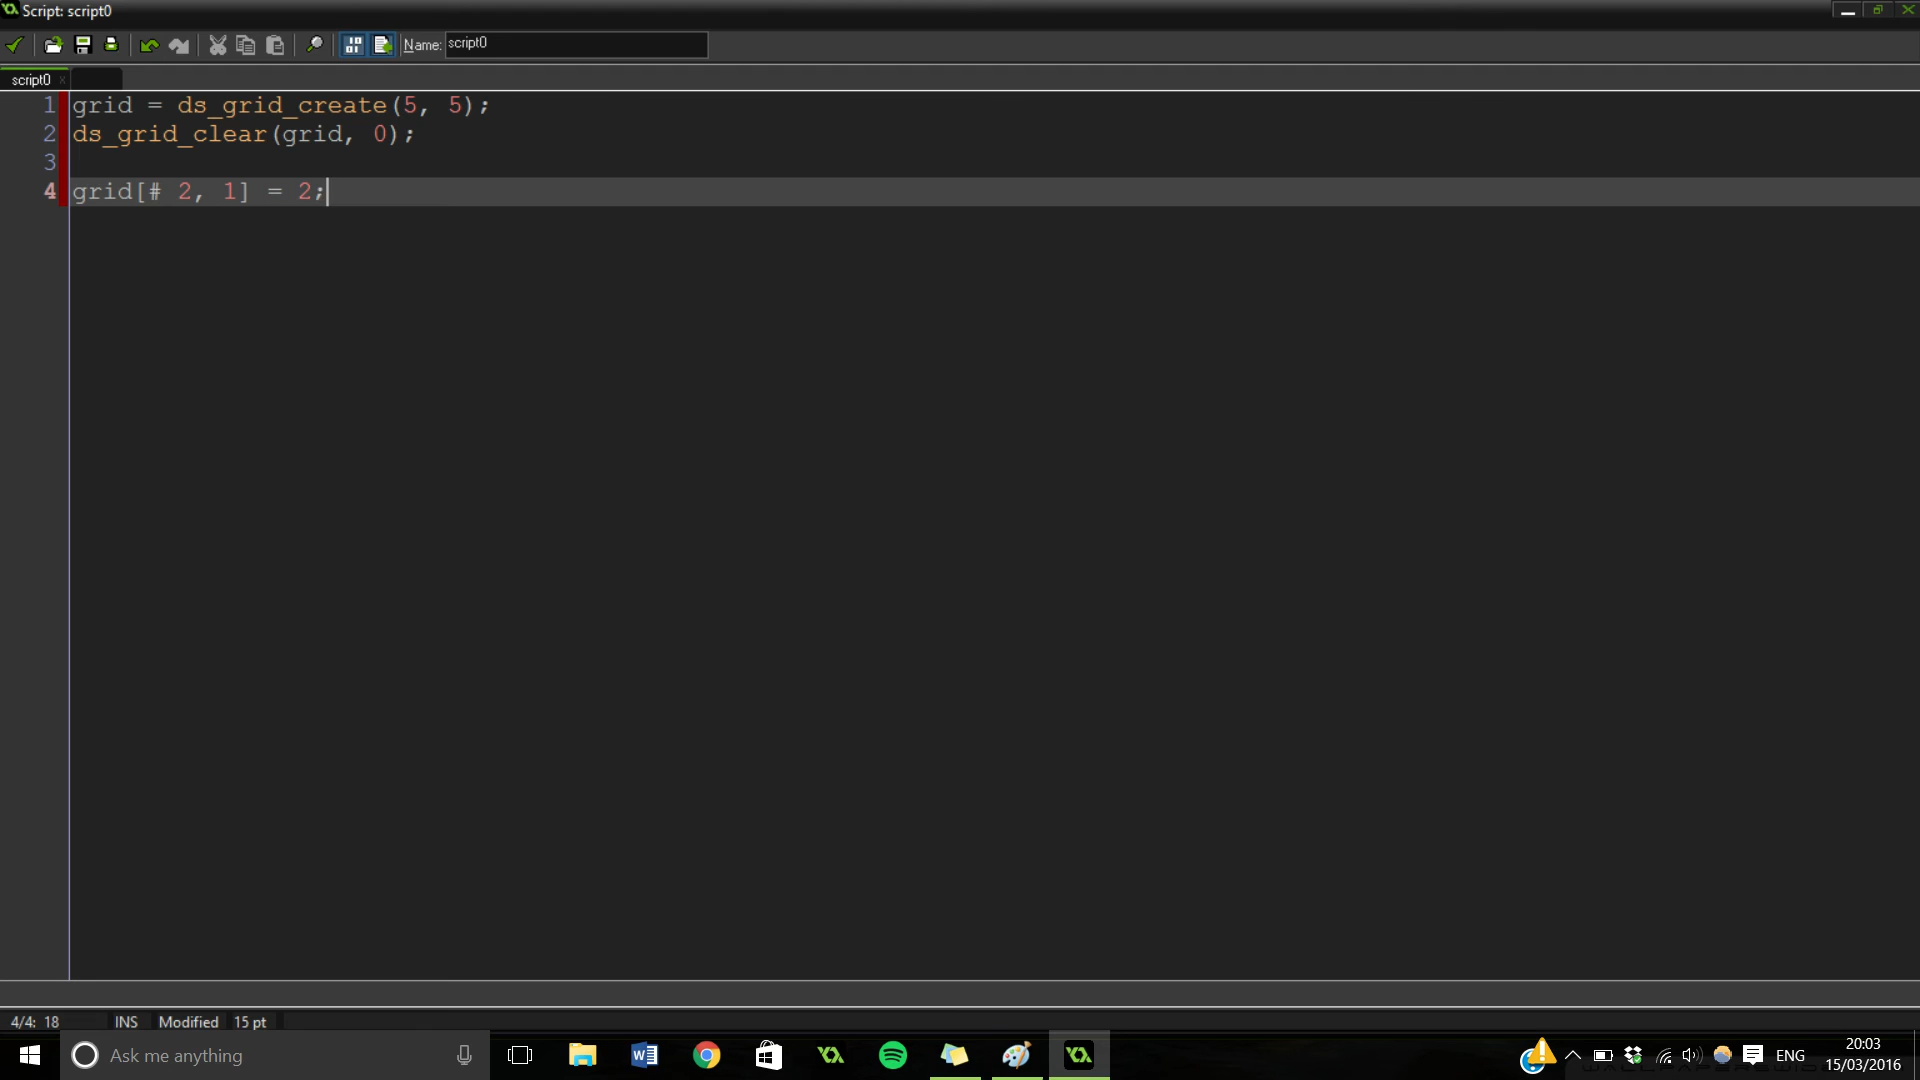 Script: script0
Name: script0
script0
1 grid = ds_grid_create(5, 5);
2 ds_grid_clear(grid, 0);
3
4 grid[# 2, 1] = 2;
4/4: 18 INS Modified 15 pt
Ask me anything
ENG
20:03
15/03/2016